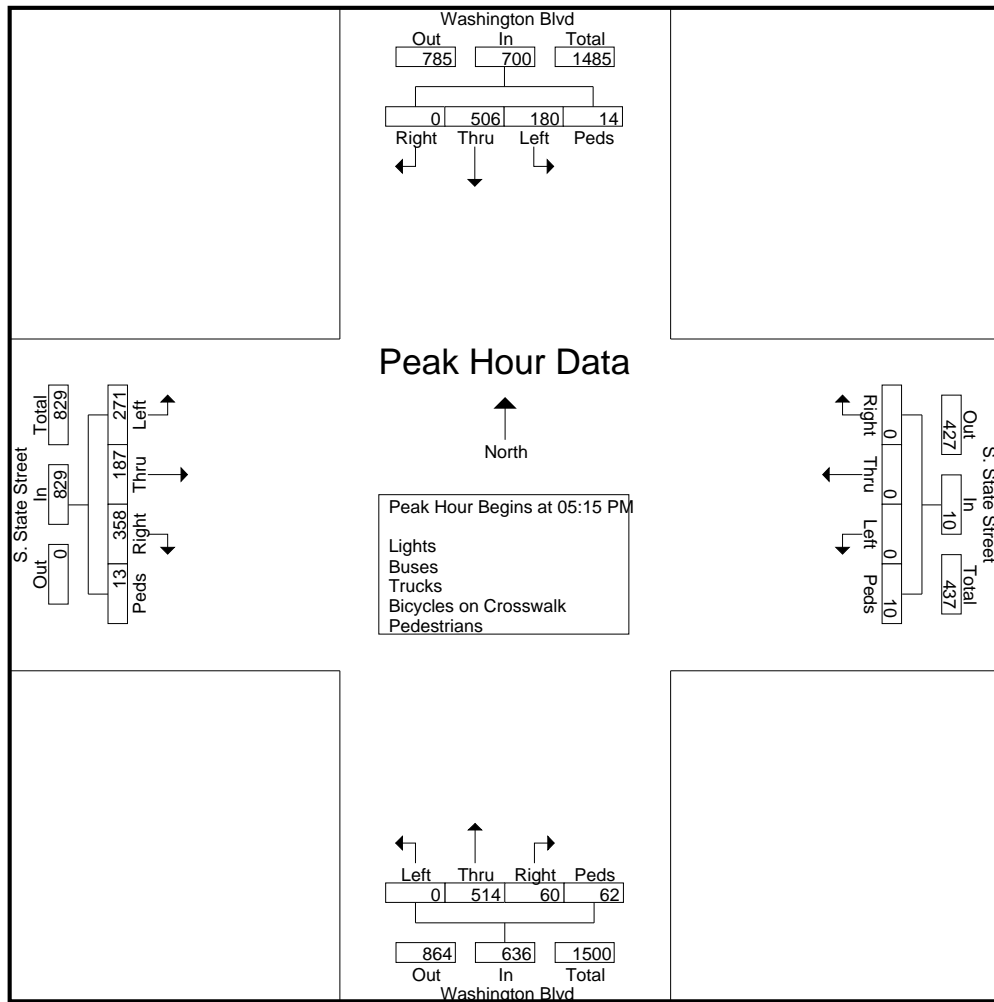 Washington Blvd
Out In Total
785 700 1485
0 506 180 14
Right Thru Left Peds
Peak Hour Data
North
Peak Hour Begins at 05:15 PM
Lights
Buses
Trucks
Bicycles on Crosswalk
Pedestrians
S. State Street
Total In Out
829 829 0
271 187 358 13
Left Thru Right Peds
S. State Street
Out In Total
427 10 437
0 0 0 10
Right Thru Left Peds
Left Thru Right Peds
0 514 60 62
864 636 1500
Out In Total
Washington Blvd